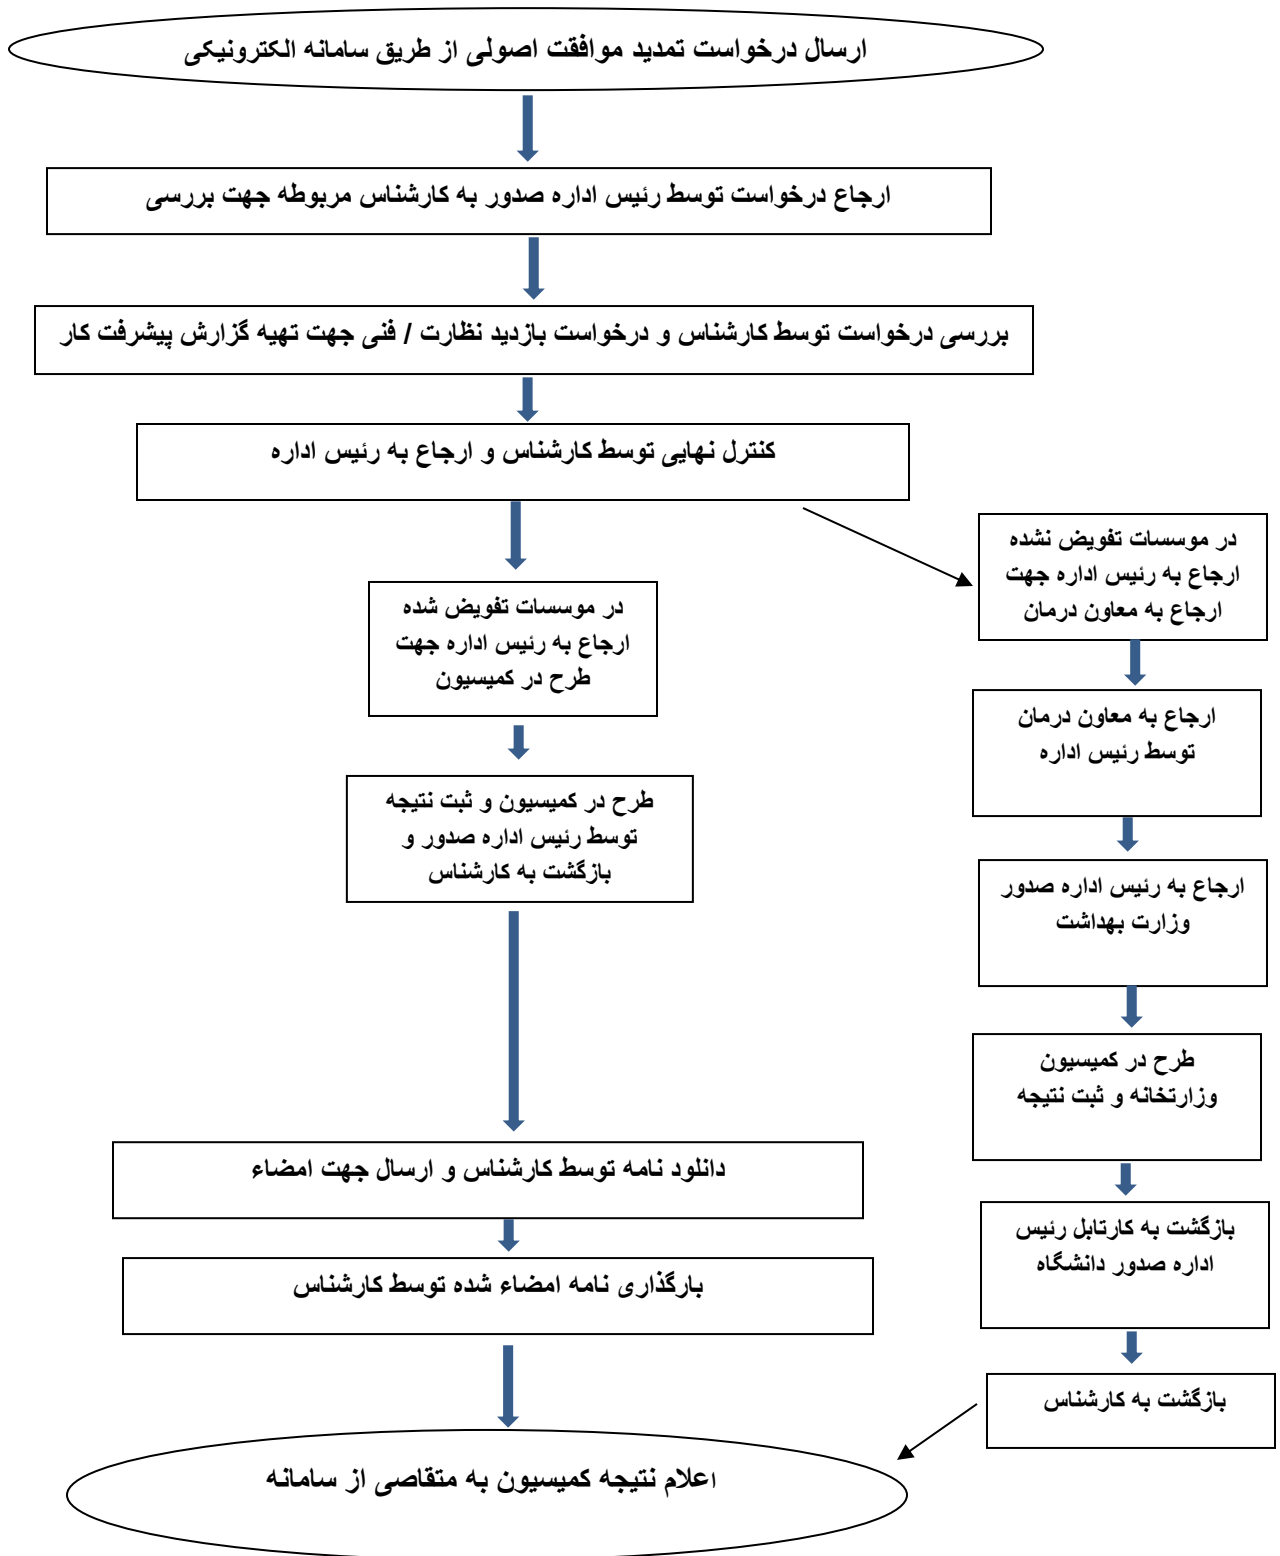 ارسال درخواست تمدید موافقت اصولی از طریق سامانه الکترونیکی
ارجاع درخواست توسط رئیس اداره صدور به کارشناس مربوطه جهت بررسی
بررسی درخواست توسط کارشناس و درخواست بازدید نظارت / فنی جهت تهیه گزارش پیشرفت کار
کنترل نهایی توسط کارشناس و ارجاع به رئیس اداره
در موسسات تفویض شده
ارجاع به رئیس اداره جهت
طرح در کمیسیون
طرح در کمیسیون و ثبت نتیجه
توسط رئیس اداره صدور و
بازگشت به کارشناس
در موسسات تفویض نشده
ارجاع به رئیس اداره جهت
ارجاع به معاون درمان
ارجاع به معاون درمان
توسط رئیس اداره
ارجاع به رئیس اداره صدور
وزارت بهداشت
طرح در کمیسیون
وزارتخانه و ثبت نتیجه
بازگشت به کارتابل رئیس
اداره صدور دانشگاه
بازگشت به کارشناس
دانلود نامه توسط کارشناس و ارسال جهت امضاء
بارگذاری نامه امضاء شده توسط کارشناس
اعلام نتیجه کمیسیون به متقاصی از سامانه